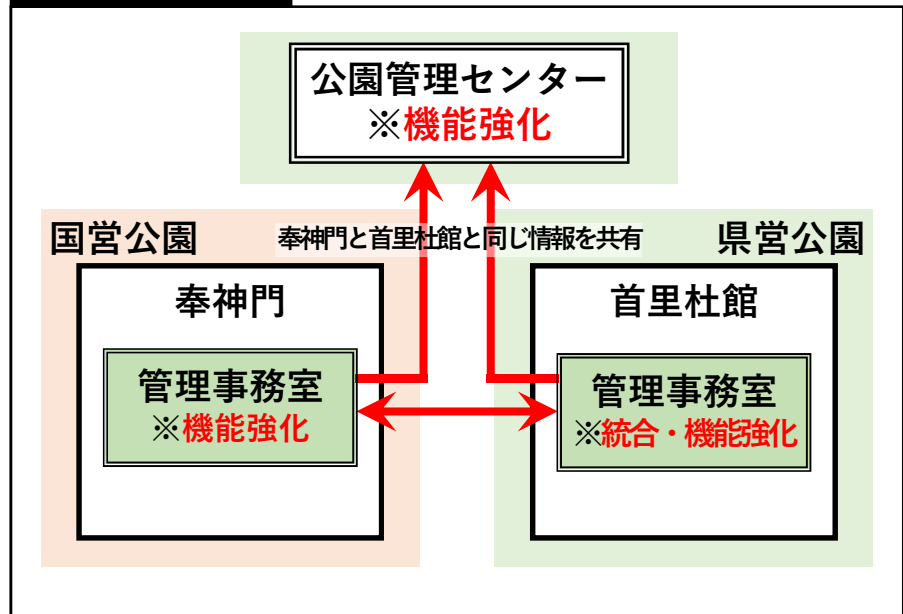 公園管理センター
※機能強化
国営公園
奉神門と首里杜館と同じ情報を共有
県営公園
奉神門
管理事務室
※機能強化
首里杜館
管理事務室
※統合・機能強化